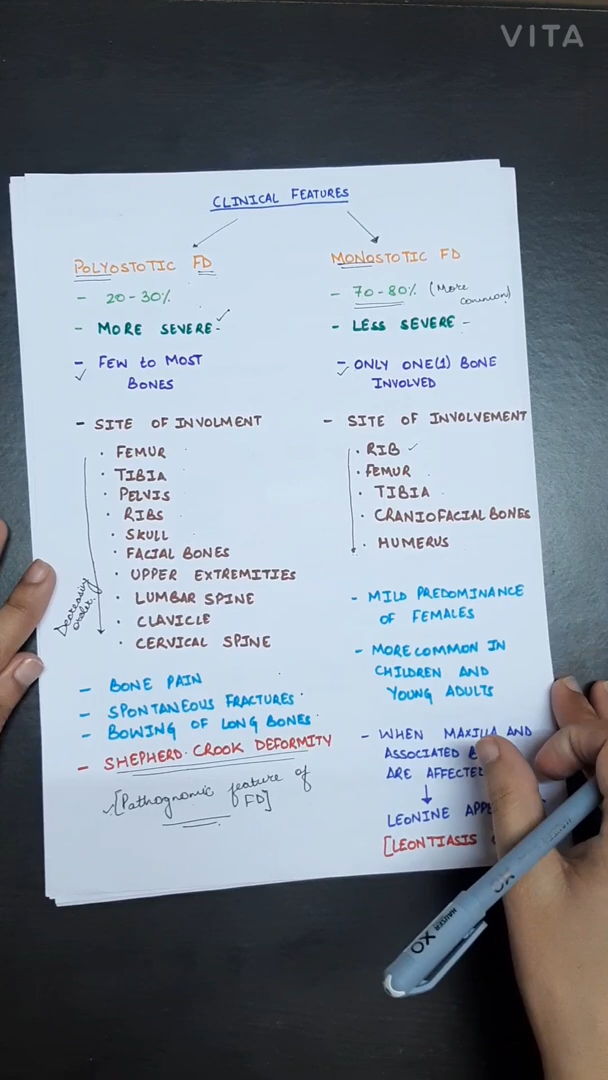 VITA
CLINICAL FEATURES
POLYOSTOTIC FD
- 20-30%
- MORE SEVERE -
- FEW TO MOST
BONES
- SITE OF INVOLMENT
· FEMUR
· TIBIA
· PELVIS
· RIBS
· SKULL
· FACIAL BONES
· UPPER EXTREMITIES
· LUMBAR SPINE
· CLAVICLE
· CERVICAL SPINE
Decreasing
order
- BONE PAIN
- SPONTANEOUS FRACTURES
- BOWING OF LONG BONES
- SHEPHERD-CROOK DEFORMITY
[Pathognomic feature of
FD]
MONOSTOTIC FD
- 70-80% (More
common)
- LESS SEVERE -
- ONLY ONE(1) BONE
INVOLVED
- SITE OF INVOLVEMENT
· RIB
· FEMUR
· TIBIA
· CRANIOFACIAL BONES
· HUMERUS
- MILD PREDOMINANCE
OF FEMALES
- MORE COMMON IN
CHILDREN AND
YOUNG ADULTS
- WHEN MAXILLA AND
ASSOCIATED
ARE AFFECTED
LEONINE
[LEONTIASIS
HAUSER
XO
XO